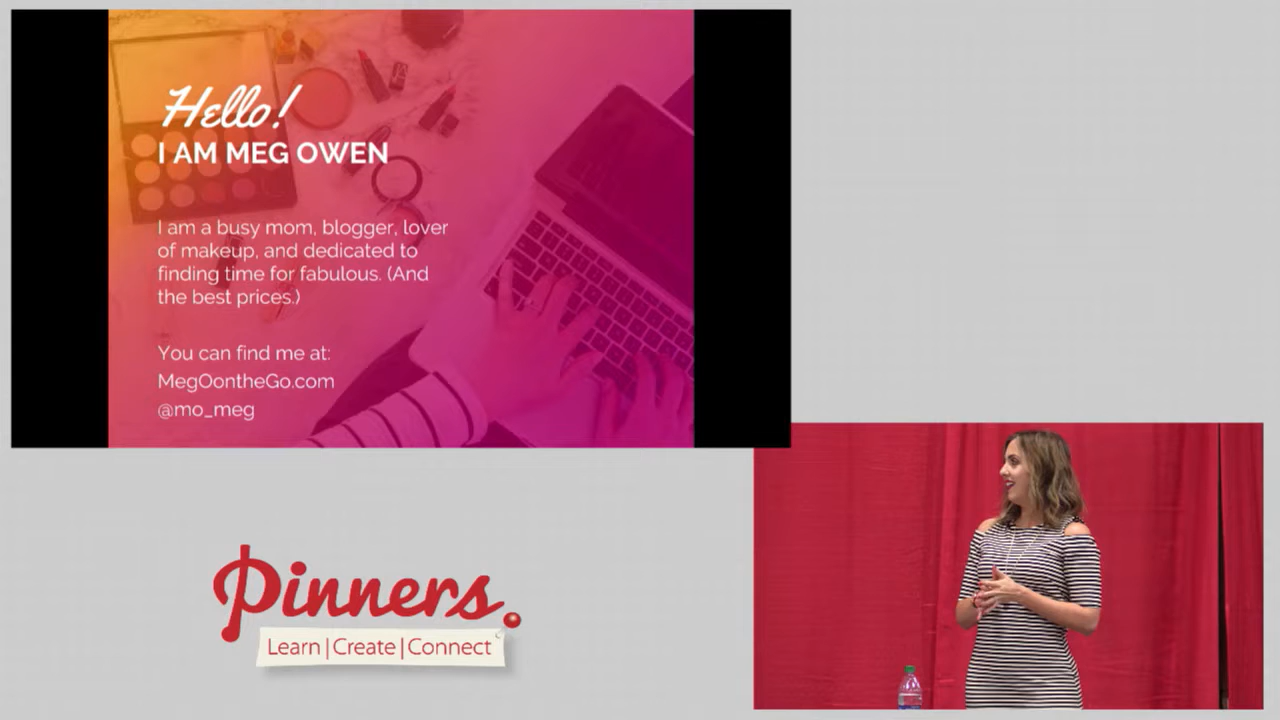 Hello!
I AM MEG OWEN
I am a busy mom, blogger, lover
of makeup, and dedicated to
finding time for fabulous. (And
the best prices.)
You can find me at:
MegOontheGo.com
@mo_meg
Pinners.
Learn|Create|Connect